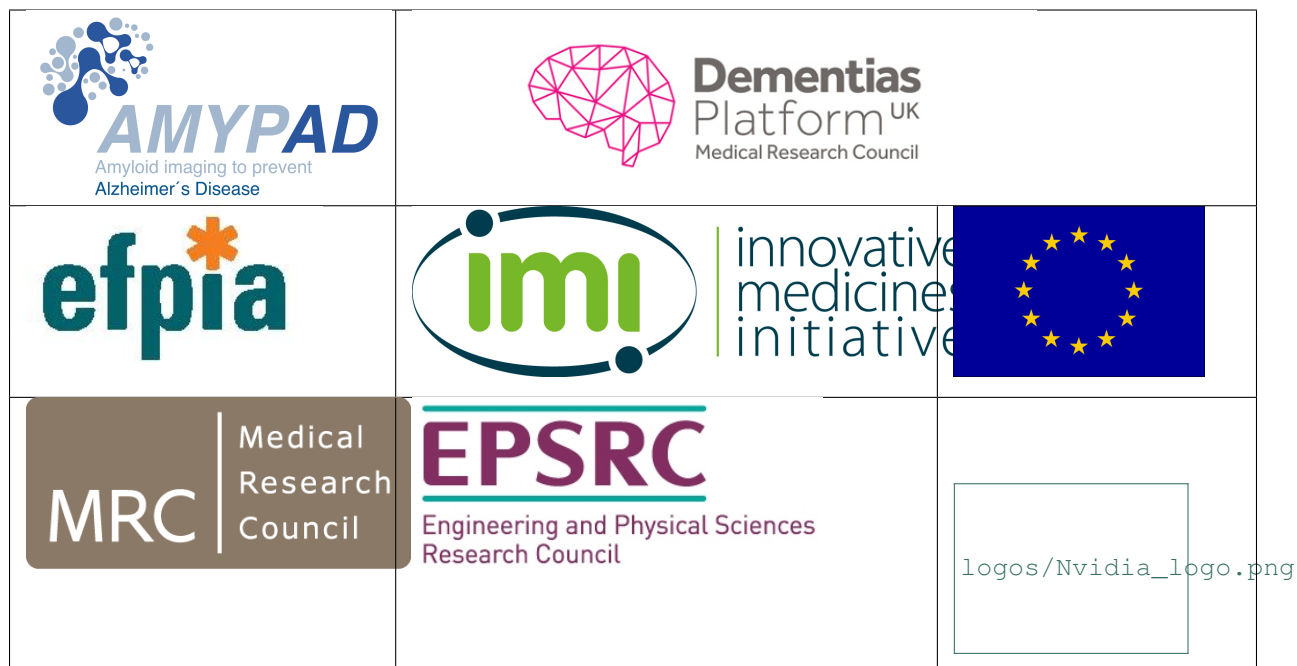 AMYPAD
Amyloid imaging to prevent
Alzheimer´s Disease
Dementias
Platform UK
Medical Research Council
efpia
imi
innovative
medicines
initiative
MRC
Medical
Research
Council
EPSRC
Engineering and Physical Sciences
Research Council
logos/Nvidia_logo.png